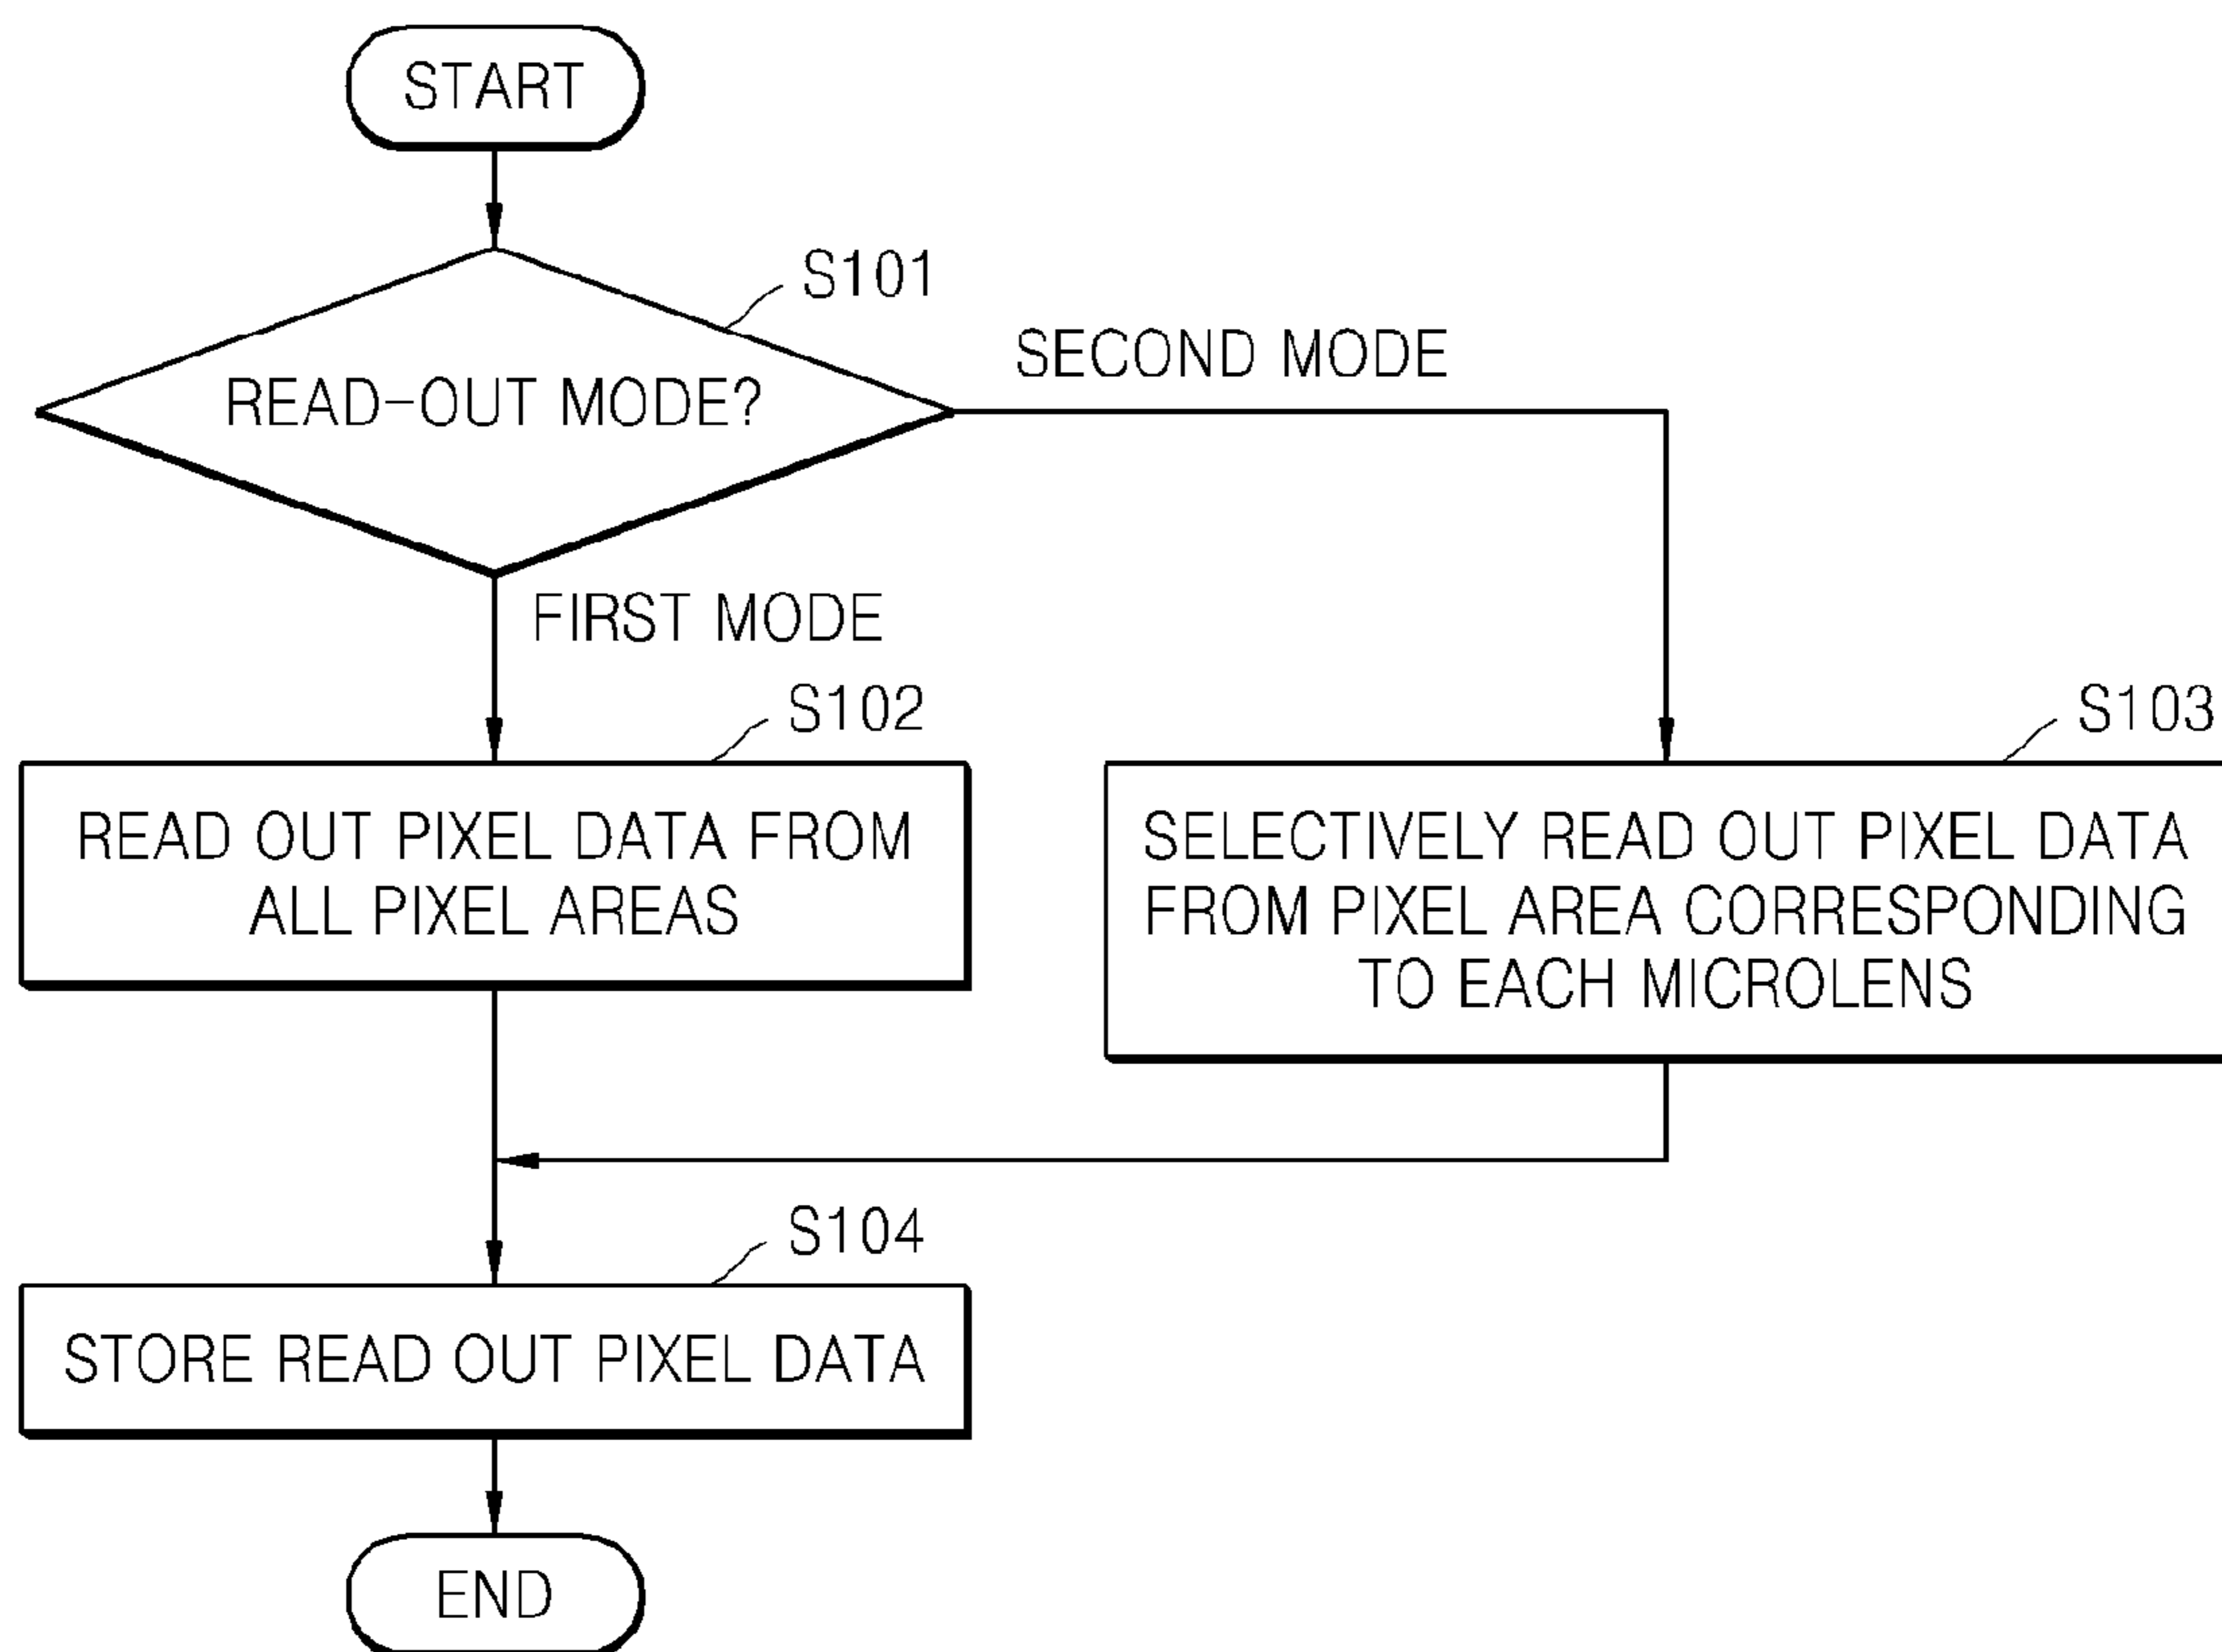 START
S101
SECOND MODE
READ-OUT MODE?
FIRST MODE
S102
S103
READ OUT PIXEL DATA FROM
ALL PIXEL AREAS
SELECTIVELY READ OUT PIXEL DATA
FROM PIXEL AREA CORRESPONDING
TO EACH MICROLENS
S104
STORE READ OUT PIXEL DATA
END